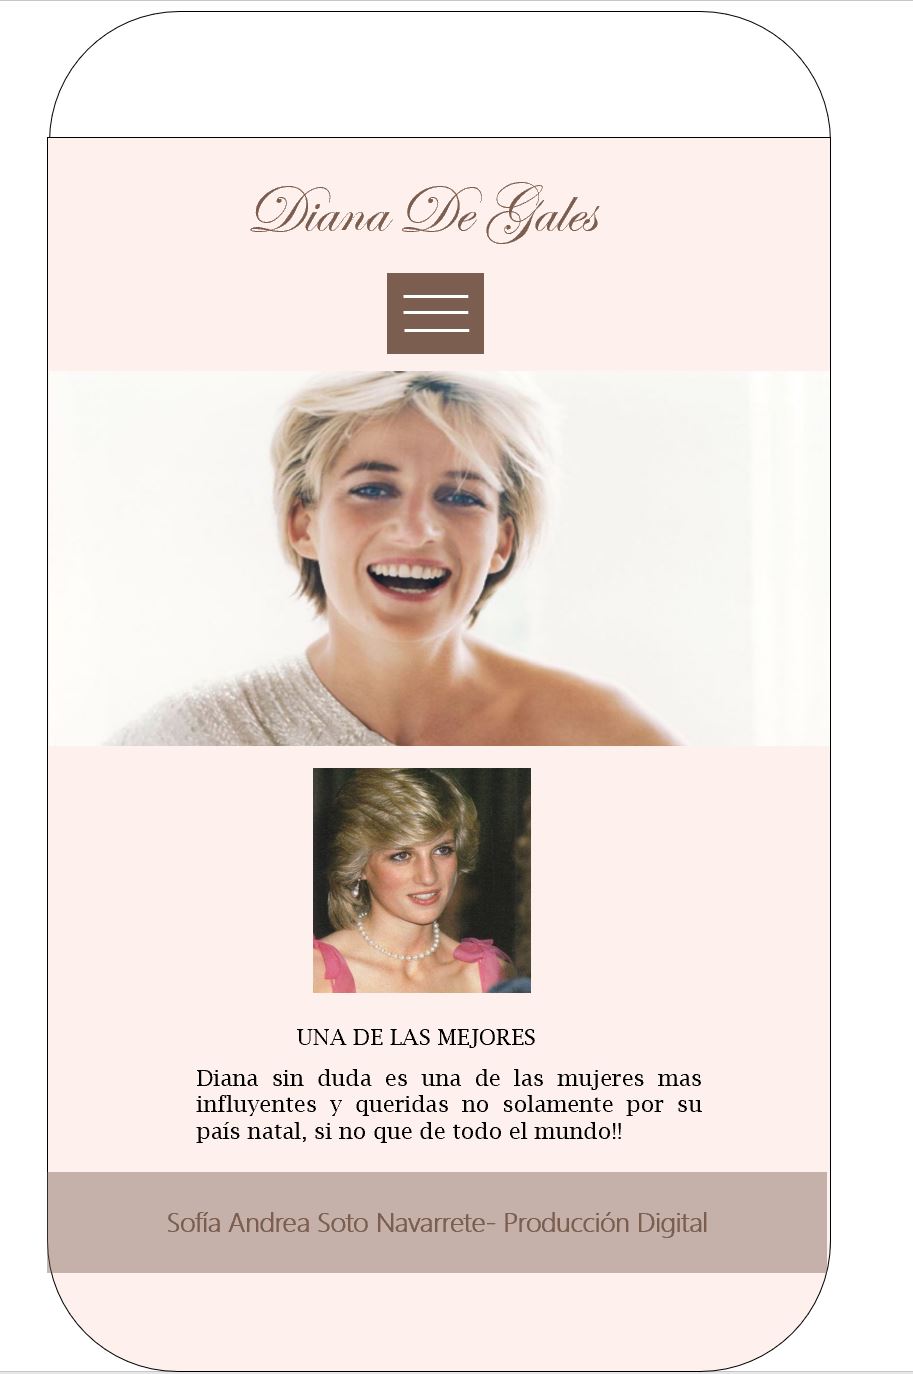 Diana De Gales
UNA DE LAS MEJORES
Diana sin duda es una de las mujeres mas
influyentes y queridas no solamente por su
país natal, si no que de todo el mundo!!
Sofía Andrea Soto Navarrete- Producción Digital